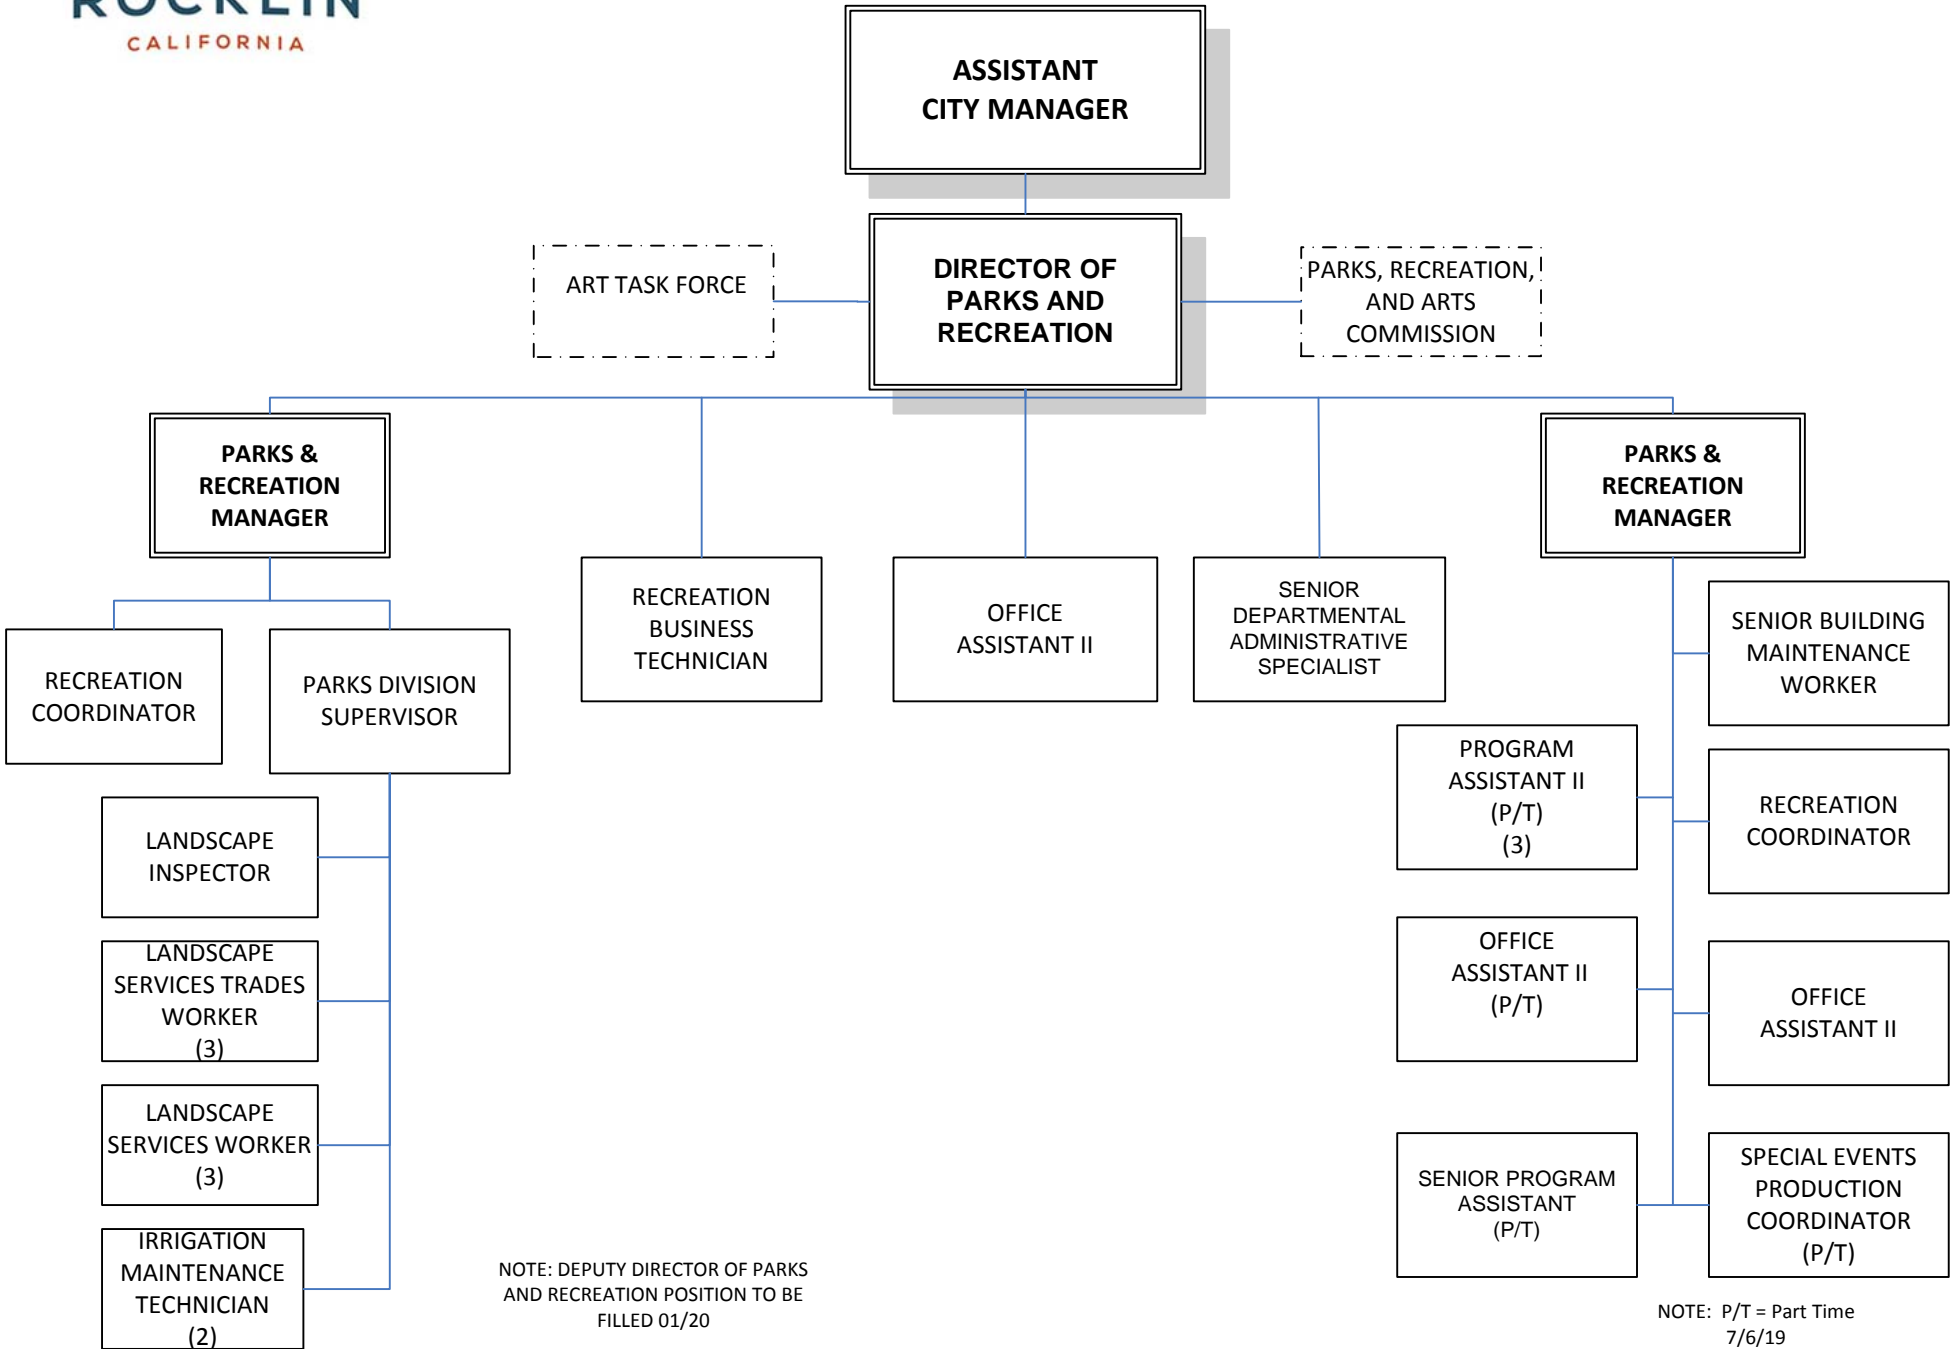 ROCKLIN
CALIFORNIA
ASSISTANT
CITY MANAGER
ART TASK FORCE
DIRECTOR OF
PARKS AND
RECREATION
PARKS, RECREATION,
AND ARTS
COMMISSION
PARKS &
RECREATION
MANAGER
PARKS &
RECREATION
MANAGER
RECREATION
BUSINESS
TECHNICIAN
OFFICE
ASSISTANT II
SENIOR
DEPARTMENTAL
ADMINISTRATIVE
SPECIALIST
RECREATION
COORDINATOR
PARKS DIVISION
SUPERVISOR
LANDSCAPE
INSPECTOR
LANDSCAPE
SERVICES TRADES
WORKER
(3)
LANDSCAPE
SERVICES WORKER
(3)
IRRIGATION
MAINTENANCE
TECHNICIAN
(2)
SENIOR BUILDING
MAINTENANCE
WORKER
PROGRAM
ASSISTANT II
(P/T)
(3)
RECREATION
COORDINATOR
OFFICE
ASSISTANT II
(P/T)
OFFICE
ASSISTANT II
SENIOR PROGRAM
ASSISTANT
(P/T)
SPECIAL EVENTS
PRODUCTION
COORDINATOR
(P/T)
NOTE: DEPUTY DIRECTOR OF PARKS
AND RECREATION POSITION TO BE
FILLED 01/20
NOTE: P/T = Part Time
7/6/19